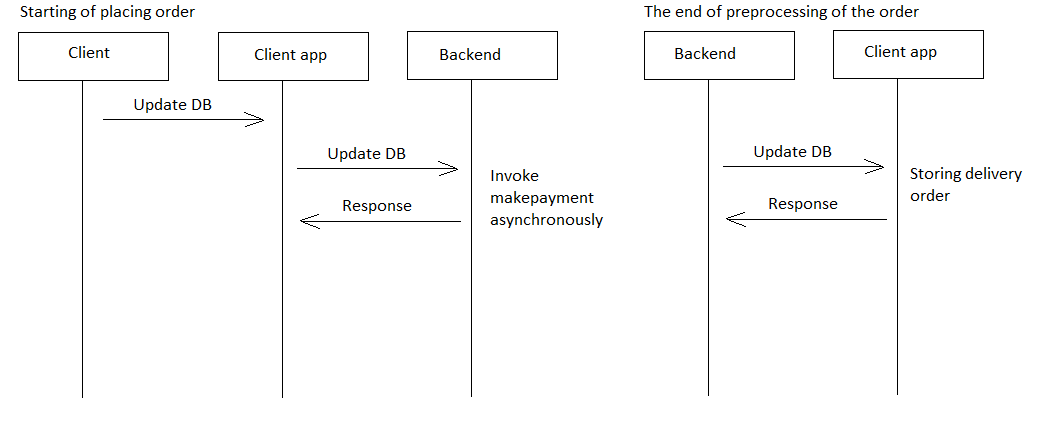 Starting of placing order
Client
Client app
Backend
Update DB
Update DB
Response
Invoke
makepayment
asynchronously
The end of preprocessing of the order
Backend
Client app
Update DB
Response
Storing delivery
order